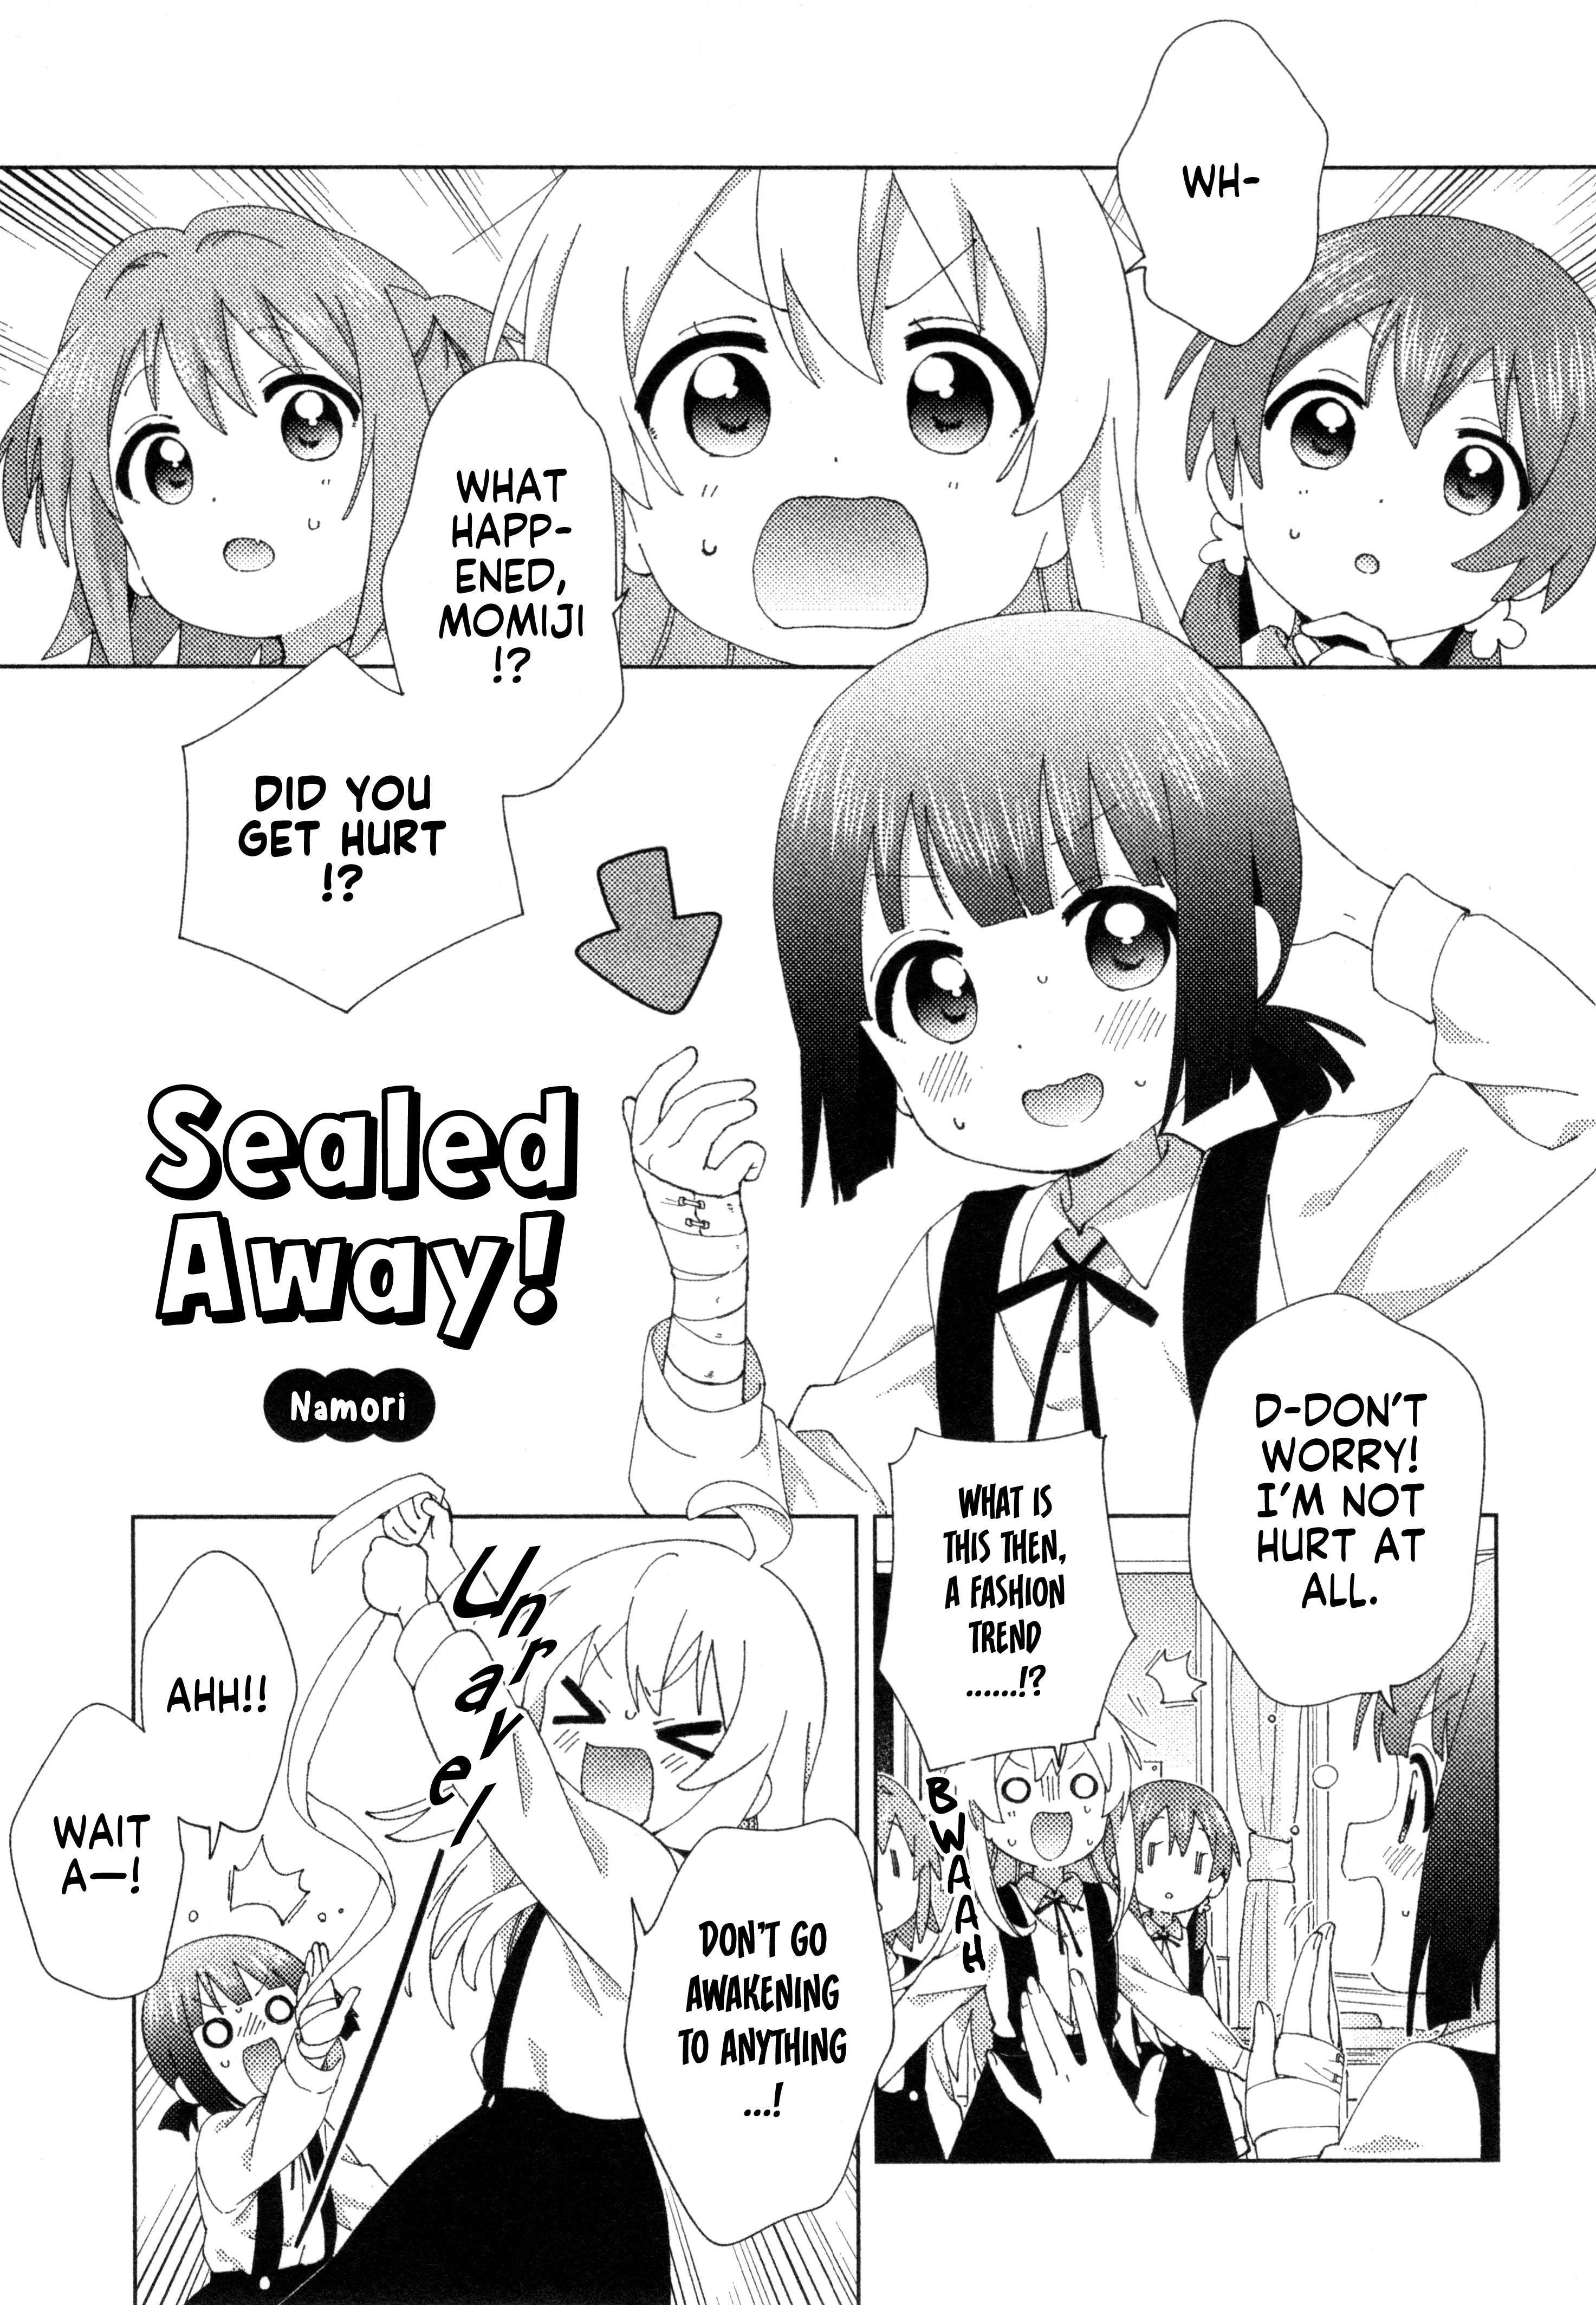 WH-
WHAT
HAPP-
ENED,
MOMIJI
!?
DID YOU
GET HURT
!?
Sealed
Away!
Namori
D-DON'T
WORRY!
I'M NOT
HURT AT
ALL.
WHAT IS
THIS THEN,
A FASHION
TREND
......!?
BWAAH
Unravel
DON'T GO
AWAKENING
TO ANYTHING
...!
AHH!!
WAIT
A—!